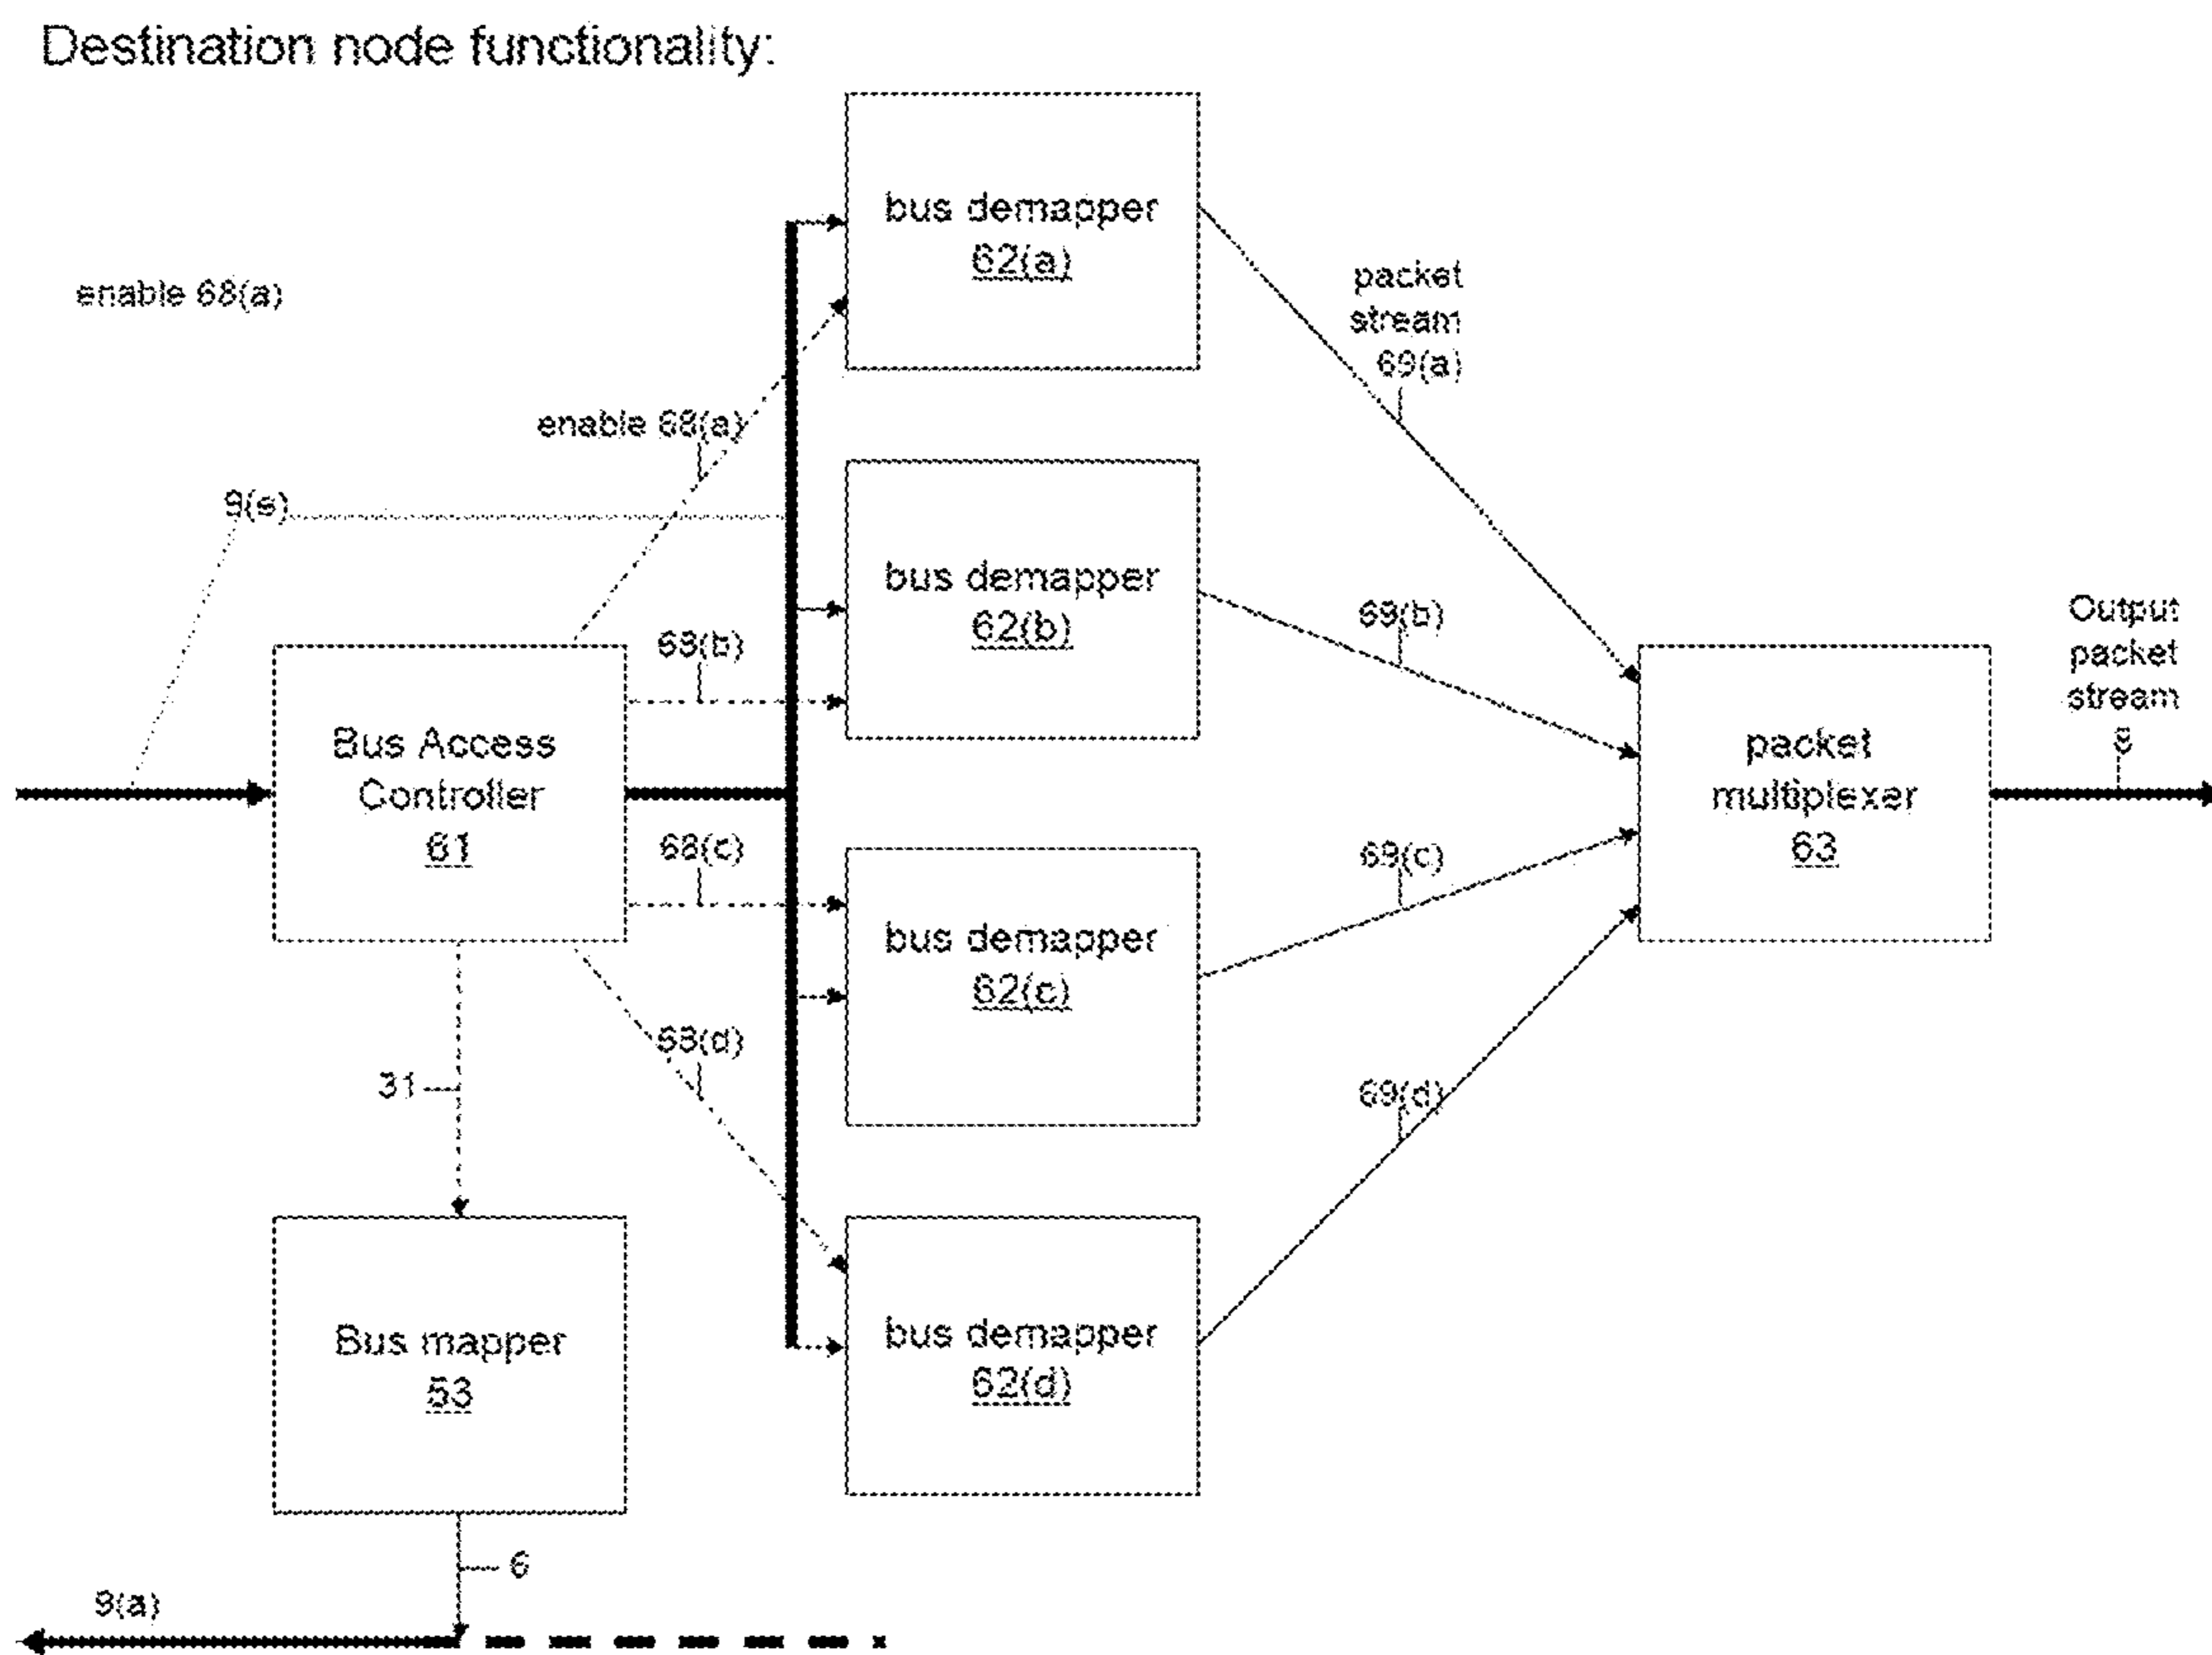 Destination node functionality:
bus demapper
62(a)
enable 68(a)
packet
stream
69(a)
enable 68(a)
9(s)
bus demapper
62(b)
68(b)
69(b)
Output
packet
stream
8
Bus Access
Controller
61
packet
multiplexer
63
68(c)
69(c)
bus demapper
62(c)
68(d)
31
69(d)
Bus mapper
53
bus demapper
62(d)
6
9(a)